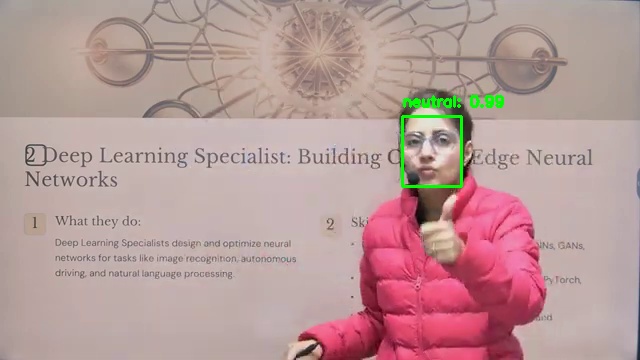 neutral: 0.99
2 Deep Learning Specialist: Building C Edge Neural
Networks
1 What they do:
Deep Learning Specialists design and optimize neural
networks for tasks like image recognition, autonomous
driving, and natural language processing.
2 Ski
NNs, GANs,
PyTorch,
and